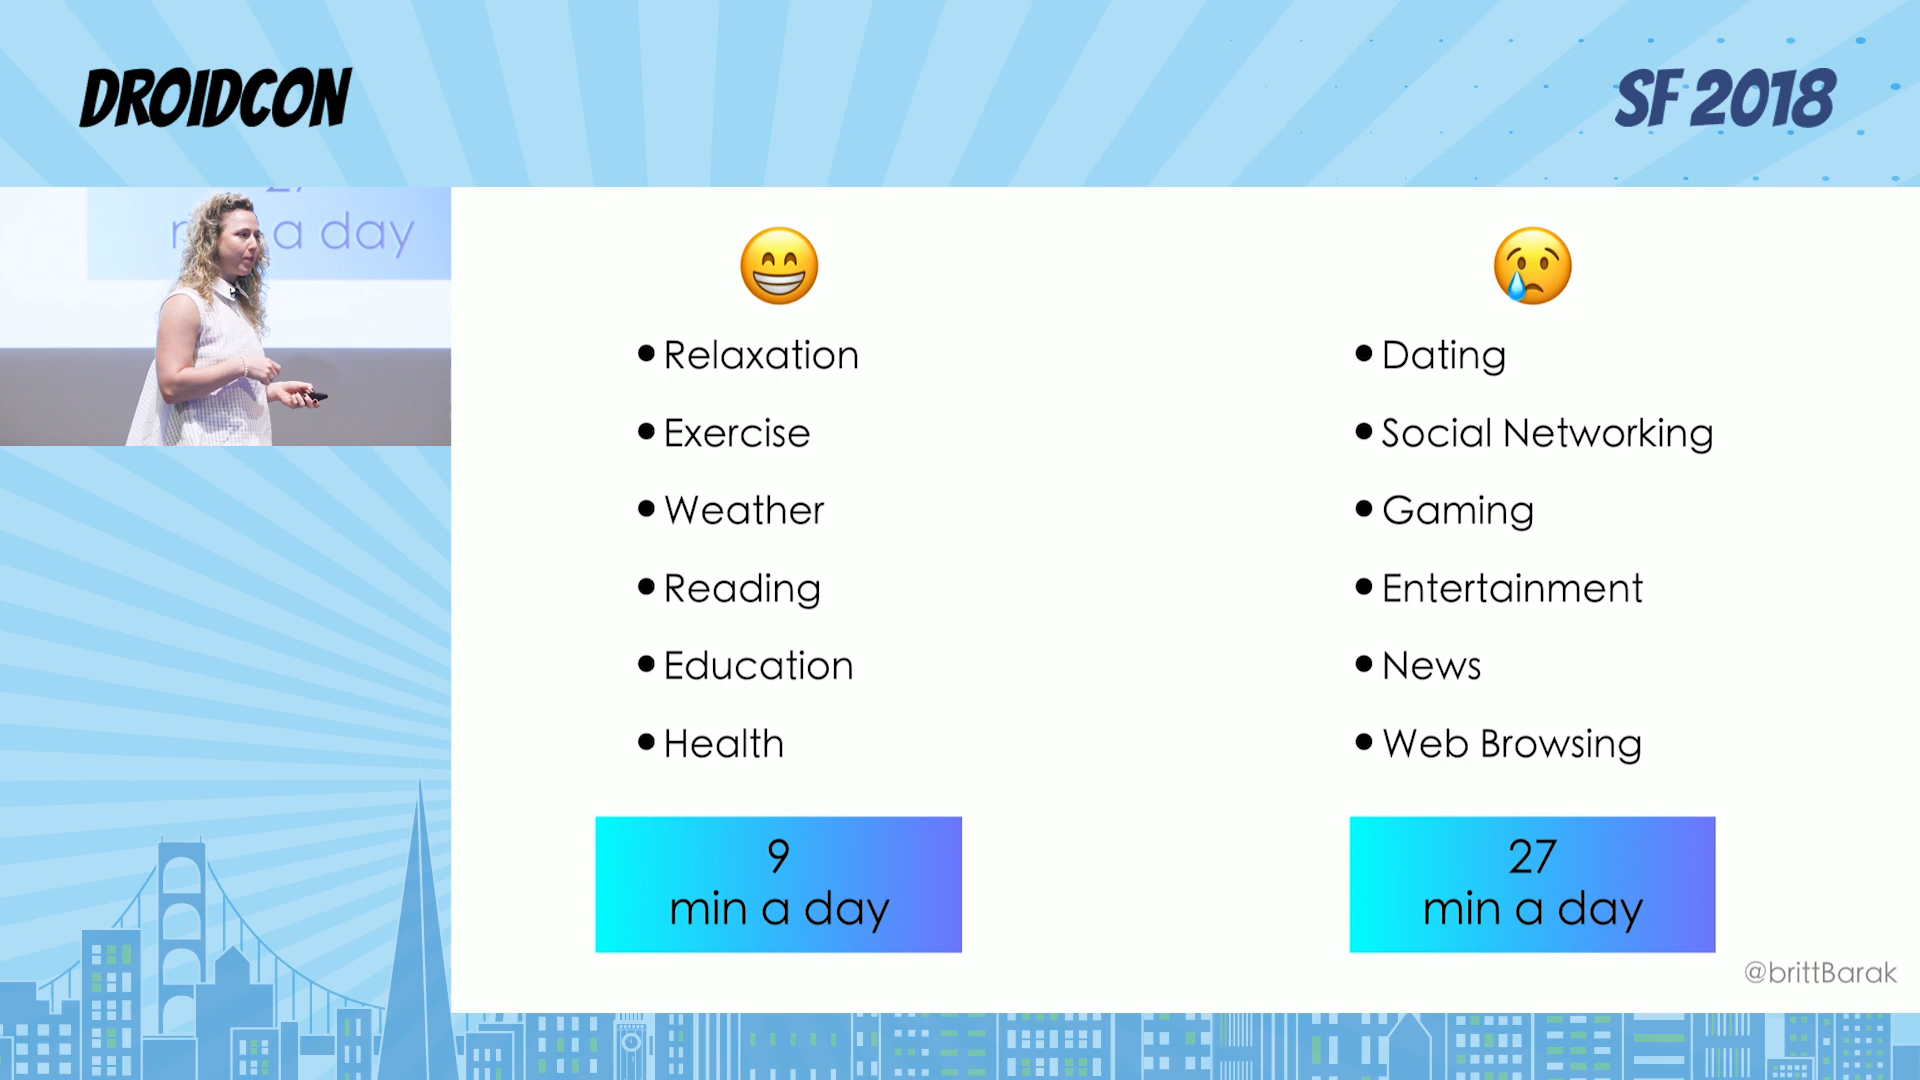 DROIDCON
SF 2018
a day
Relaxation
Exercise
Weather
Reading
Education
Health
9
min a day
Dating
Social Networking
Gaming
Entertainment
News
Web Browsing
27
min a day
@brittBarak